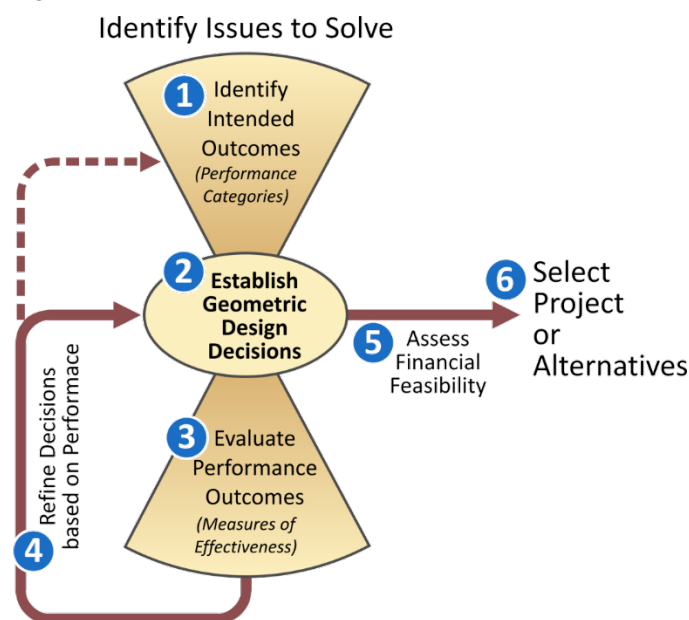 Identify Issues to Solve
1
Identify
Intended
Outcomes
(Performance
Categories)
2
Establish
Geometric
Design
Decisions
3
Evaluate
Performance
Outcomes
(Measures of
Effectiveness)
4
Refine Decisions
based on Performace
5
Assess
Financial
Feasibility
6
Select
Project
or
Alternatives